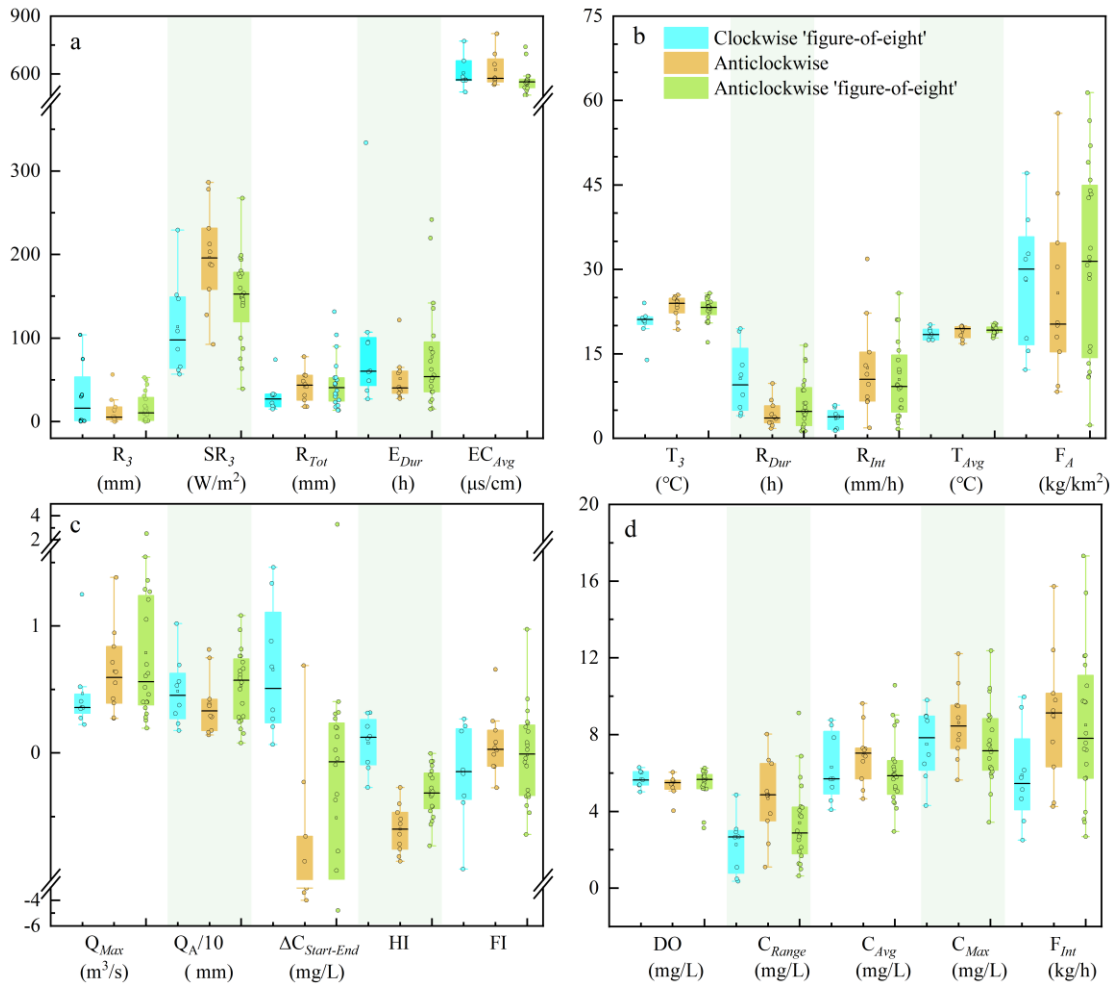 900
600
300
200
100
0
a
R3 SR3 RTot EDur ECAvg
(mm) (W/m2) (mm) (h) (μs/cm)
75
60
45
30
15
0
b
Clockwise 'figure-of-eight'
Anticlockwise
Anticlockwise 'figure-of-eight'
T3 RDur RInt TAvg FA
(℃) (h) (mm/h) (℃) (kg/km2)
4
2
1
0
-4
-6
c
QMax QA/10 ΔCStart-End HI FI
(m3/s) ( mm) (mg/L)
20
16
12
8
4
0
d
DO CRange CAvg CMax FInt
(mg/L) (mg/L) (mg/L) (mg/L) (kg/h)